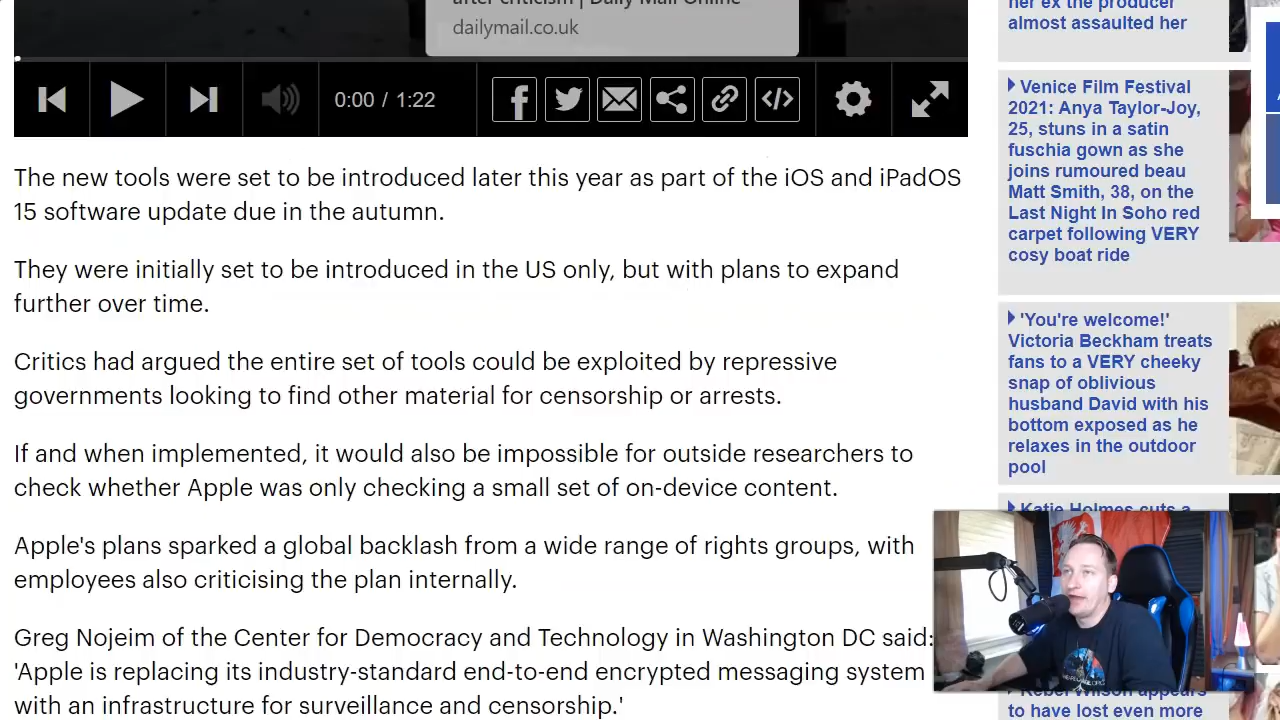 after criticism | Daily Mail Online
dailymail.co.uk
0:00 / 1:22
The new tools were set to be introduced later this year as part of the iOS and iPadOS
15 software update due in the autumn.
They were initially set to be introduced in the US only, but with plans to expand
further over time.
Critics had argued the entire set of tools could be exploited by repressive
governments looking to find other material for censorship or arrests.
If and when implemented, it would also be impossible for outside researchers to
check whether Apple was only checking a small set of on-device content.
Apple's plans sparked a global backlash from a wide range of rights groups, with
employees also criticising the plan internally.
Greg Nojeim of the Center for Democracy and Technology in Washington DC said:
'Apple is replacing its industry-standard end-to-end encrypted messaging system
with an infrastructure for surveillance and censorship.'
her ex the producer
almost assaulted her
Venice Film Festival
2021: Anya Taylor-Joy,
25, stuns in a satin
fuschia gown as she
joins rumoured beau
Matt Smith, 38, on the
Last Night In Soho red
carpet following VERY
cosy boat ride
'You're welcome!'
Victoria Beckham treats
fans to a VERY cheeky
snap of oblivious
husband David with his
bottom exposed as he
relaxes in the outdoor
pool
Katie Holmes cuts a
Rebel Wilson appears
to have lost even more